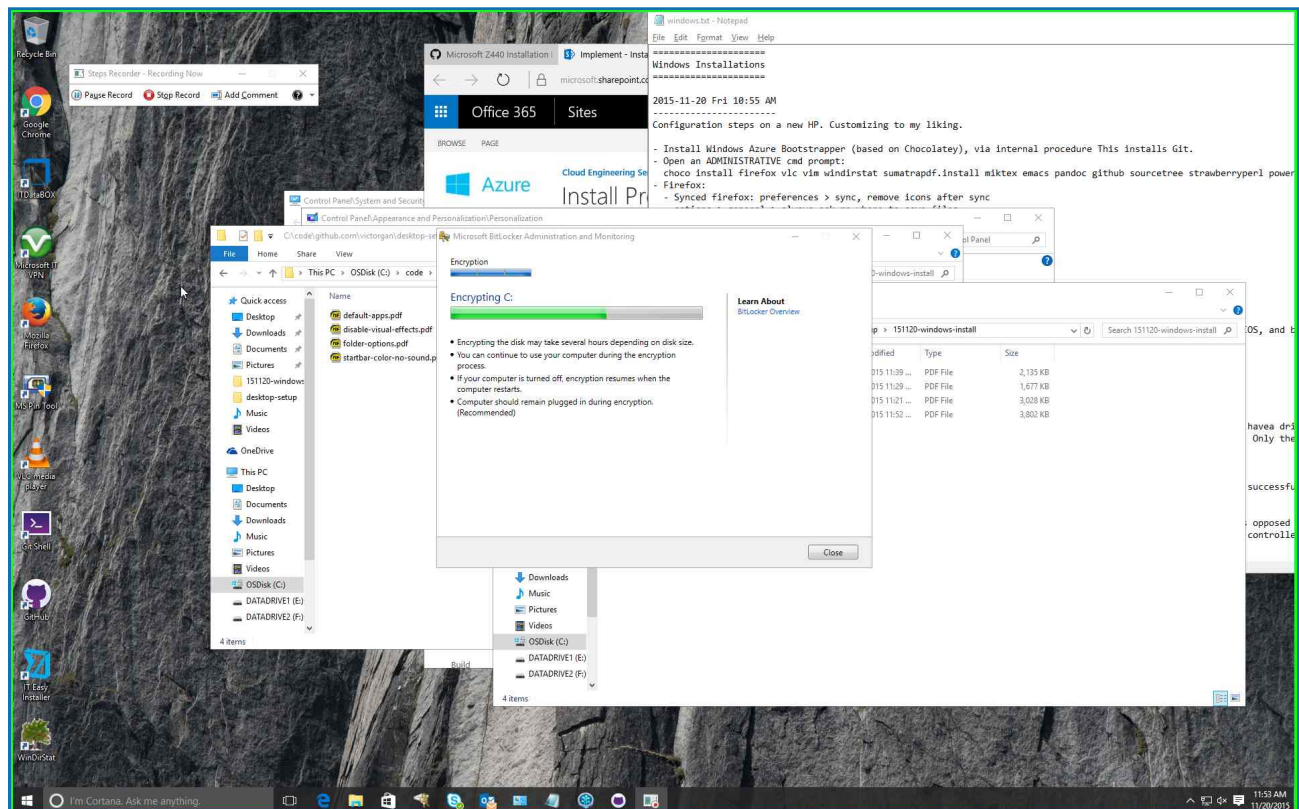 Recycle Bin
Google
Chrome
TDataBOX
Microsoft IT
VPN
Mozilla
Firefox
MS Pin Tool
VLC media
player
Git Shell
GitHub
IT Easy
Installer
WinDirStat
Steps Recorder - Recording Now
Pause Record Stop Record Add Comment
Microsoft Z440 Installation
Implement - Insta
microsoft.sharepoint.co
Office 365 Sites
BROWSE PAGE
Azure
Cloud Engineering Se
Install Pr
Build
windows.txt - Notepad
File Edit Format View Help
=====================
Windows Installations
=====================
2015-11-20 Fri 10:55 AM
-----------------------
Configuration steps on a new HP. Customizing to my liking.
- Install Windows Azure Bootstrapper (based on Chocolatey), via internal procedure This installs Git.
- Open an ADMINISTRATIVE cmd prompt:
choco install firefox vlc vim windirstat sumatrapdf.install miktex emacs pandoc github sourcetree strawberryperl power
- Firefox:
- Synced firefox: preferences > sync, remove icons after sync
OS, and b
havea dri
Only the
successfu
opposed
controlle
Control Panel\System and Security
Control Panel\Appearance and Personalization\Personalization
ol Panel
C:\code\github.com\victorgan\desktop-se
File Home Share View
This PC > OSDisk (C:) > code >
0-windows-install
Quick access
Desktop
Downloads
Documents
Pictures
151120-windows
desktop-setup
Music
Videos
OneDrive
This PC
Desktop
Documents
Downloads
Music
Pictures
Videos
OSDisk (C:)
DATADRIVE1 (E:)
DATADRIVE2 (F:)
4 items
Name
default-apps.pdf
disable-visual-effects.pdf
folder-options.pdf
startbar-color-no-sound.p
Microsoft BitLocker Administration and Monitoring
Encryption
Encrypting C:
• Encrypting the disk may take several hours depending on disk size.
• You can continue to use your computer during the encryption
process.
• If your computer is turned off, encryption resumes when the
computer restarts.
• Computer should remain plugged in during encryption.
(Recommended)
Learn About
BitLocker Overview
Close
up > 151120-windows-install
Search 151120-windows-install
odified Type Size
015 11:39 ... PDF File 2,135 KB
015 11:29 ... PDF File 1,677 KB
015 11:21 ... PDF File 3,028 KB
015 11:52 ... PDF File 3,802 KB
Downloads
Music
Pictures
Videos
OSDisk (C:)
DATADRIVE1 (E:)
DATADRIVE2 (F:)
4 items
I'm Cortana. Ask me anything.
11:53 AM
11/20/2015